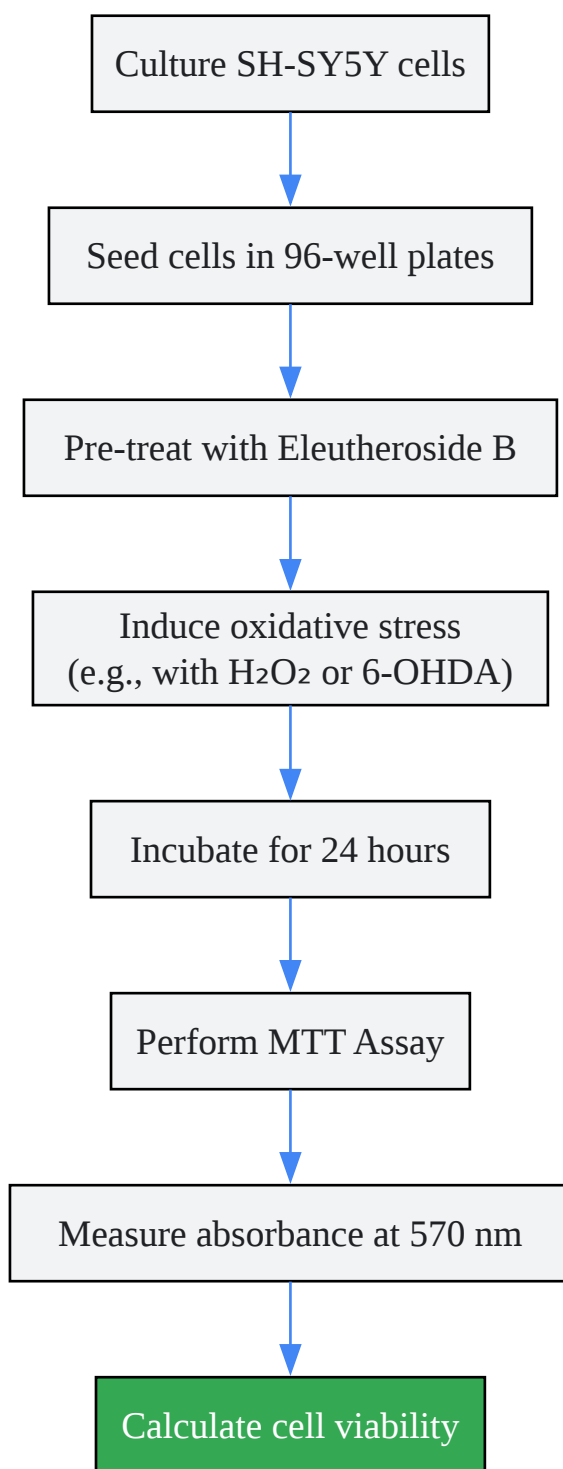 Culture SH-SY5Y cells
Seed cells in 96-well plates
Pre-treat with Eleutheroside B
Induce oxidative stress
(e.g., with H₂O₂ or 6-OHDA)
Incubate for 24 hours
Perform MTT Assay
Measure absorbance at 570 nm
Calculate cell viability